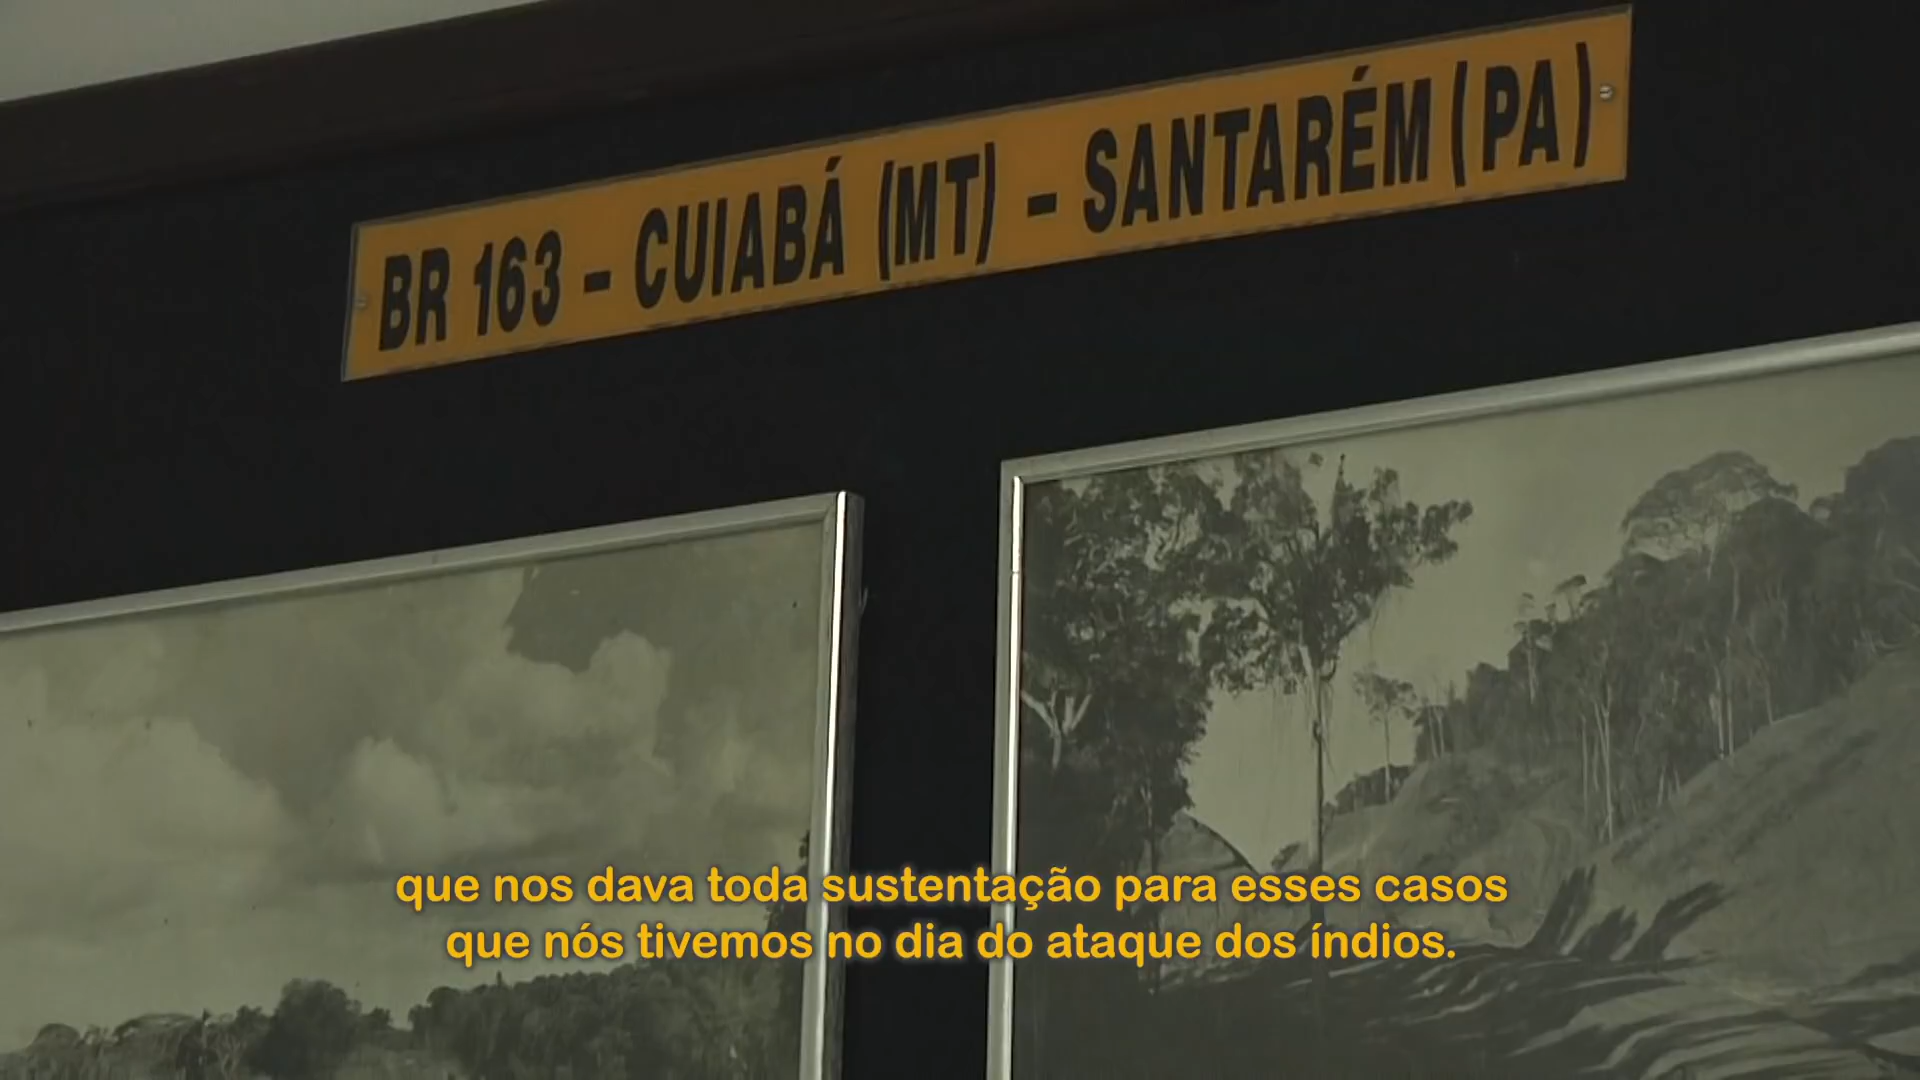 BR 163 - CUIABÁ (MT) - SANTARÉM (PA)
que nos dava toda sustentação para esses casos
que nós tivemos no dia do ataque dos índios.